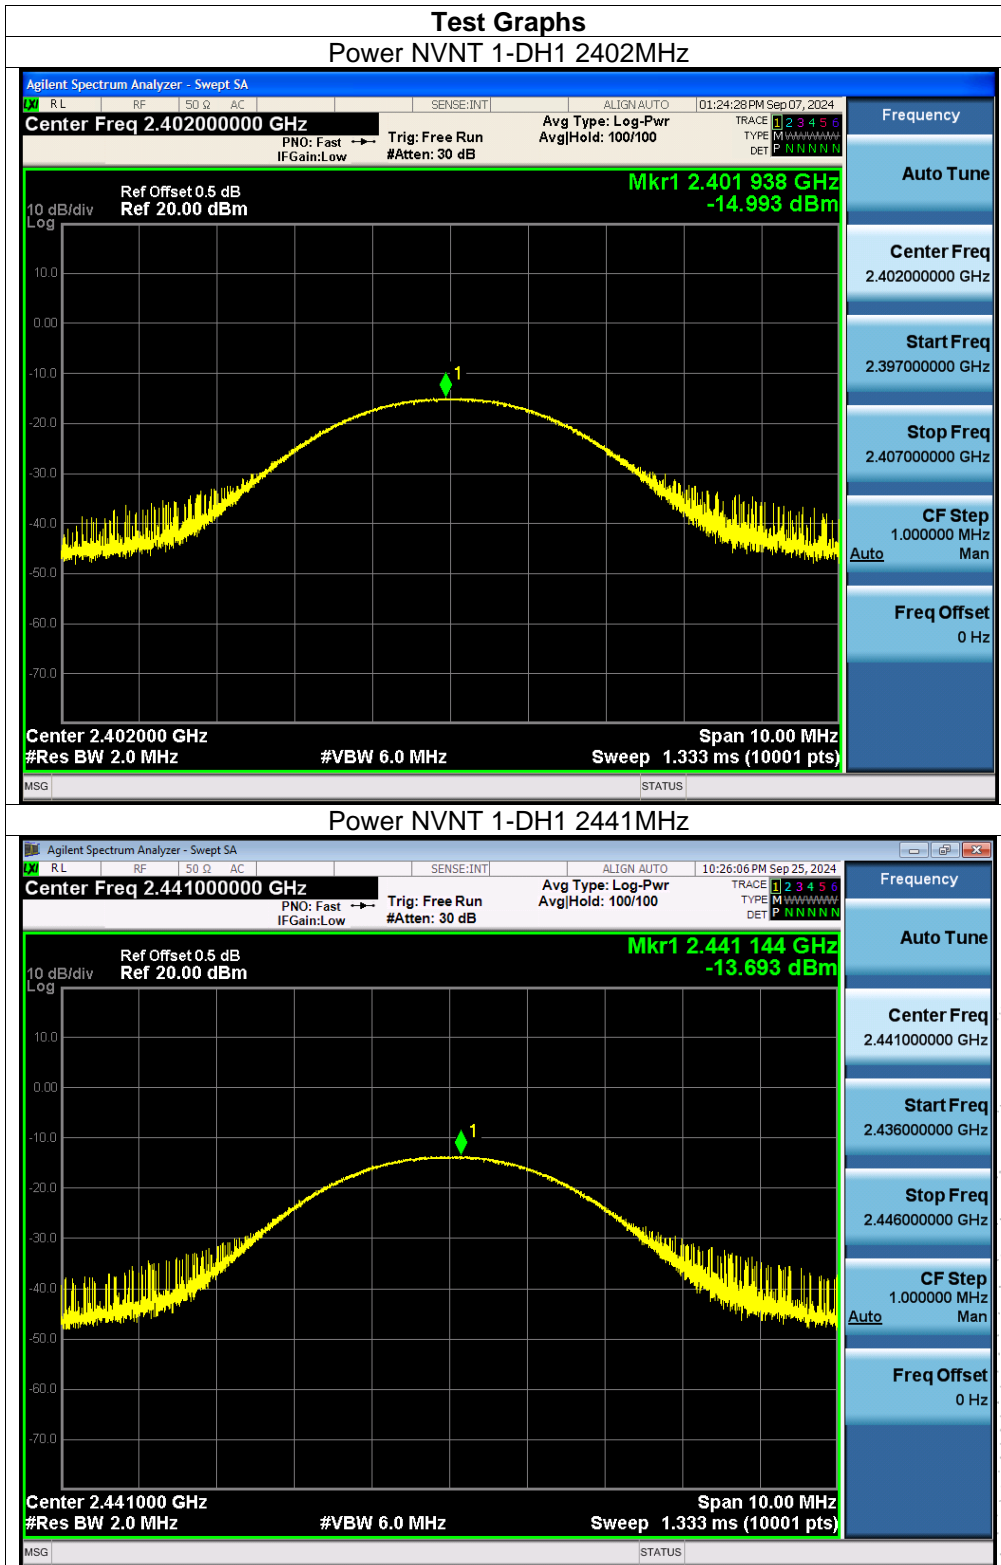 Test Graphs
Power NVNT 1-DH1 2402MHz
Agilent Spectrum Analyzer - Swept SA
LXI RL RF 50 Ω AC SENSE:INT ALIGN AUTO 01:24:28 PM Sep 07, 2024
Center Freq 2.402000000 GHz
PNO: Fast
IFGain:Low
Trig: Free Run
#Atten: 30 dB
Avg Type: Log-Pwr
Avg|Hold: 100/100
TRACE 1 2 3 4 5 6
TYPE M WWWWW
DET P N N N N N
Frequency
Mkr1 2.401 938 GHz
-14.993 dBm
Ref Offset 0.5 dB
10 dB/div Ref 20.00 dBm
Log
10.0
0.00
-10.0
-20.0
-30.0
-40.0
-50.0
-60.0
-70.0
1
Center 2.402000 GHz Span 10.00 MHz
#Res BW 2.0 MHz #VBW 6.0 MHz Sweep 1.333 ms (10001 pts)
Auto Tune
Center Freq
2.402000000 GHz
Start Freq
2.397000000 GHz
Stop Freq
2.407000000 GHz
CF Step
1.000000 MHz
Auto Man
Freq Offset
0 Hz
MSG STATUS
Power NVNT 1-DH1 2441MHz
Agilent Spectrum Analyzer - Swept SA
LXI RL RF 50 Ω AC SENSE:INT ALIGN AUTO 10:26:06 PM Sep 25, 2024
Center Freq 2.441000000 GHz
PNO: Fast
IFGain:Low
Trig: Free Run
#Atten: 30 dB
Avg Type: Log-Pwr
Avg|Hold: 100/100
TRACE 1 2 3 4 5 6
TYPE M WWWWW
DET P N N N N N
Frequency
Mkr1 2.441 144 GHz
-13.693 dBm
Ref Offset 0.5 dB
10 dB/div Ref 20.00 dBm
Log
10.0
0.00
-10.0
-20.0
-30.0
-40.0
-50.0
-60.0
-70.0
1
Center 2.441000 GHz Span 10.00 MHz
#Res BW 2.0 MHz #VBW 6.0 MHz Sweep 1.333 ms (10001 pts)
Auto Tune
Center Freq
2.441000000 GHz
Start Freq
2.436000000 GHz
Stop Freq
2.446000000 GHz
CF Step
1.000000 MHz
Auto Man
Freq Offset
0 Hz
MSG STATUS